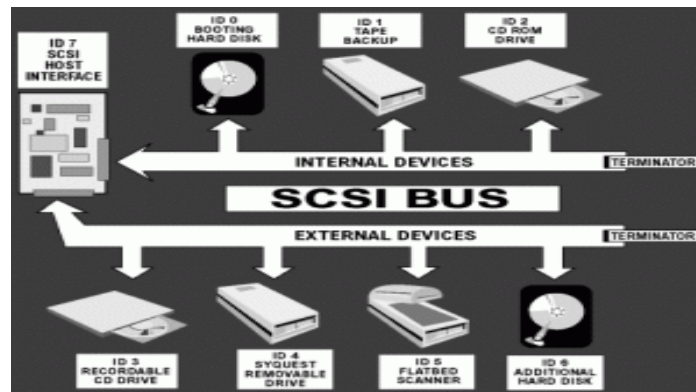 ID 7
SCSI
HOST
INTERFACE
ID 0
BOOTING
HARD DISK
ID 1
TAPE
BACKUP
ID 2
CD ROM
DRIVE
INTERNAL DEVICES
TERMINATOR
SCSI BUS
EXTERNAL DEVICES
TERMINATOR
ID 3
RECORDABLE
CD DRIVE
ID 4
SYQUEST
REMOVABLE
DRIVE
ID 5
FLATBED
SCANNER
ID 6
ADDITIONAL
HARD DISK